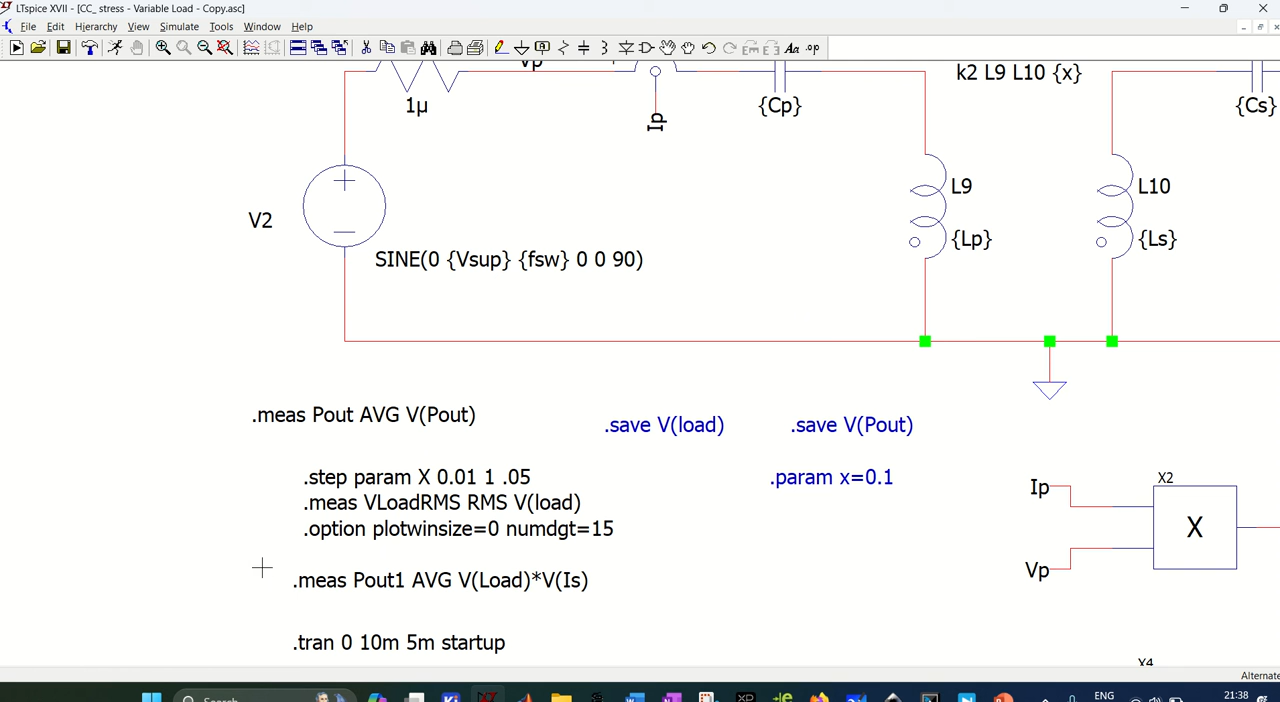 LTspice XVII - [CC_ stress - Variable Load - Copy.asc]
File Edit Hierarchy View Simulate Tools Window Help
Vp
1µ
Ip
{Cp}
k2 L9 L10 {x}
{Cs}
L9
L10
V2
{Lp}
{Ls}
SINE(0 {Vsup} {fsw} 0 0 90)
.meas Pout AVG V(Pout)
.save V(load)
.save V(Pout)
.step param X 0.01 1 .05
.param x=0.1
.meas VLoadRMS RMS V(load)
.option plotwinsize=0 numdgt=15
X2
Ip
X
Vp
.meas Pout1 AVG V(Load)*V(Is)
.tran 0 10m 5m startup
X4
Alternate
Search
ENG
21:38